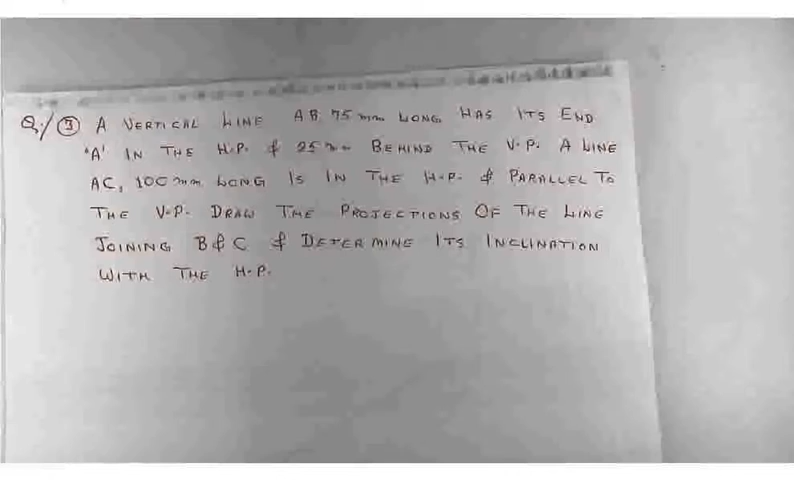 Q./ ③ A VERTICAL LINE AB 75 mm LONG HAS ITS END
'A' IN THE H.P. & 25 mm BEHIND THE V.P. A LINE
AC, 100 mm LONG IS IN THE H.P. & PARALLEL TO
THE V.P. DRAW THE PROJECTIONS OF THE LINE
JOINING B & C & DETERMINE ITS INCLINATION
WITH THE H.P.